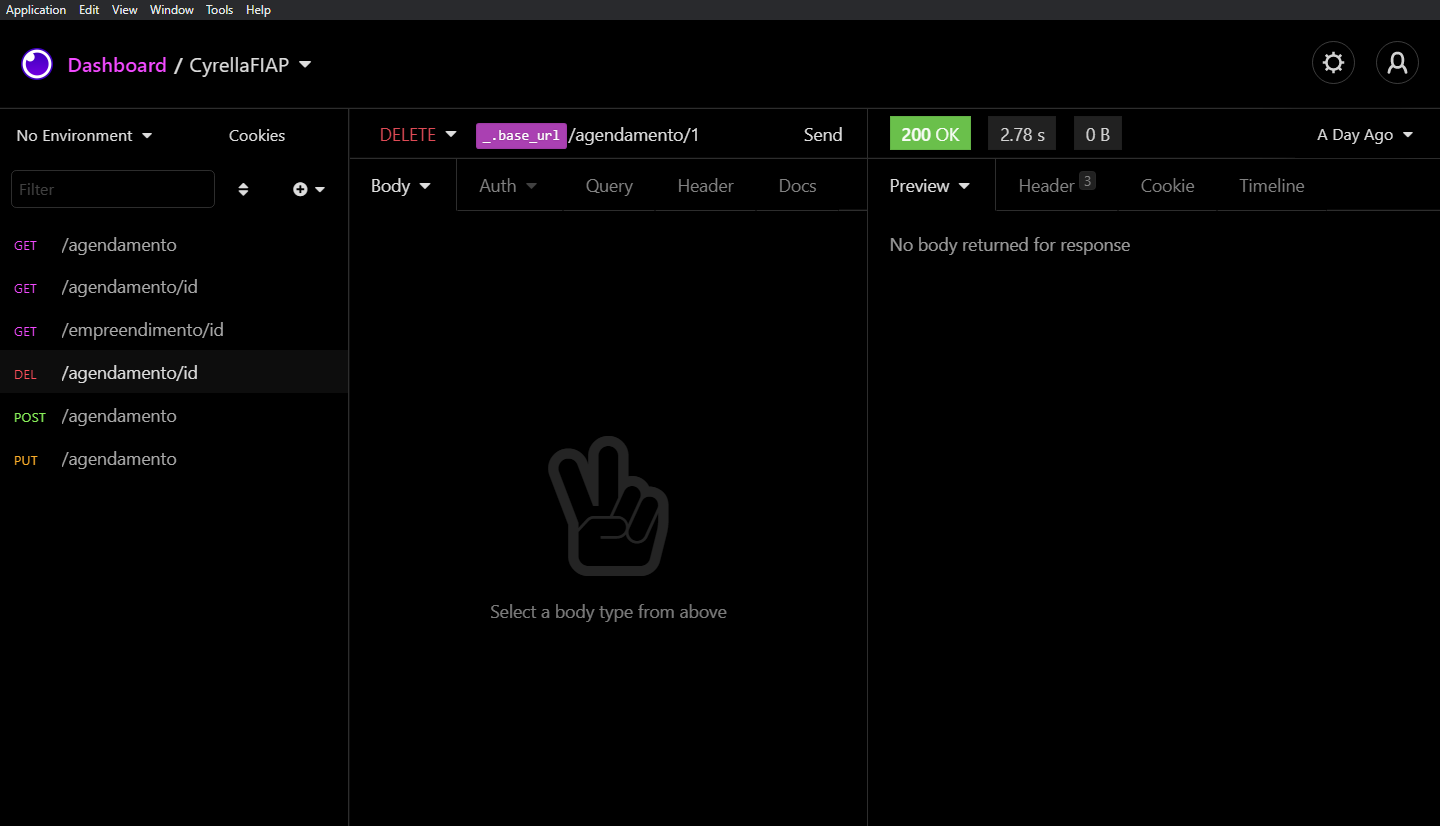 Application Edit View Window Tools Help
Dashboard / CyrellaFIAP
No Environment Cookies
Filter
GET /agendamento
GET /agendamento/id
GET /empreendimento/id
DEL /agendamento/id
POST /agendamento
PUT /agendamento
DELETE _.base_url/agendamento/1 Send
Body Auth Query Header Docs
Select a body type from above
200 OK 2.78 s 0 B A Day Ago
Preview Header 3 Cookie Timeline
No body returned for response